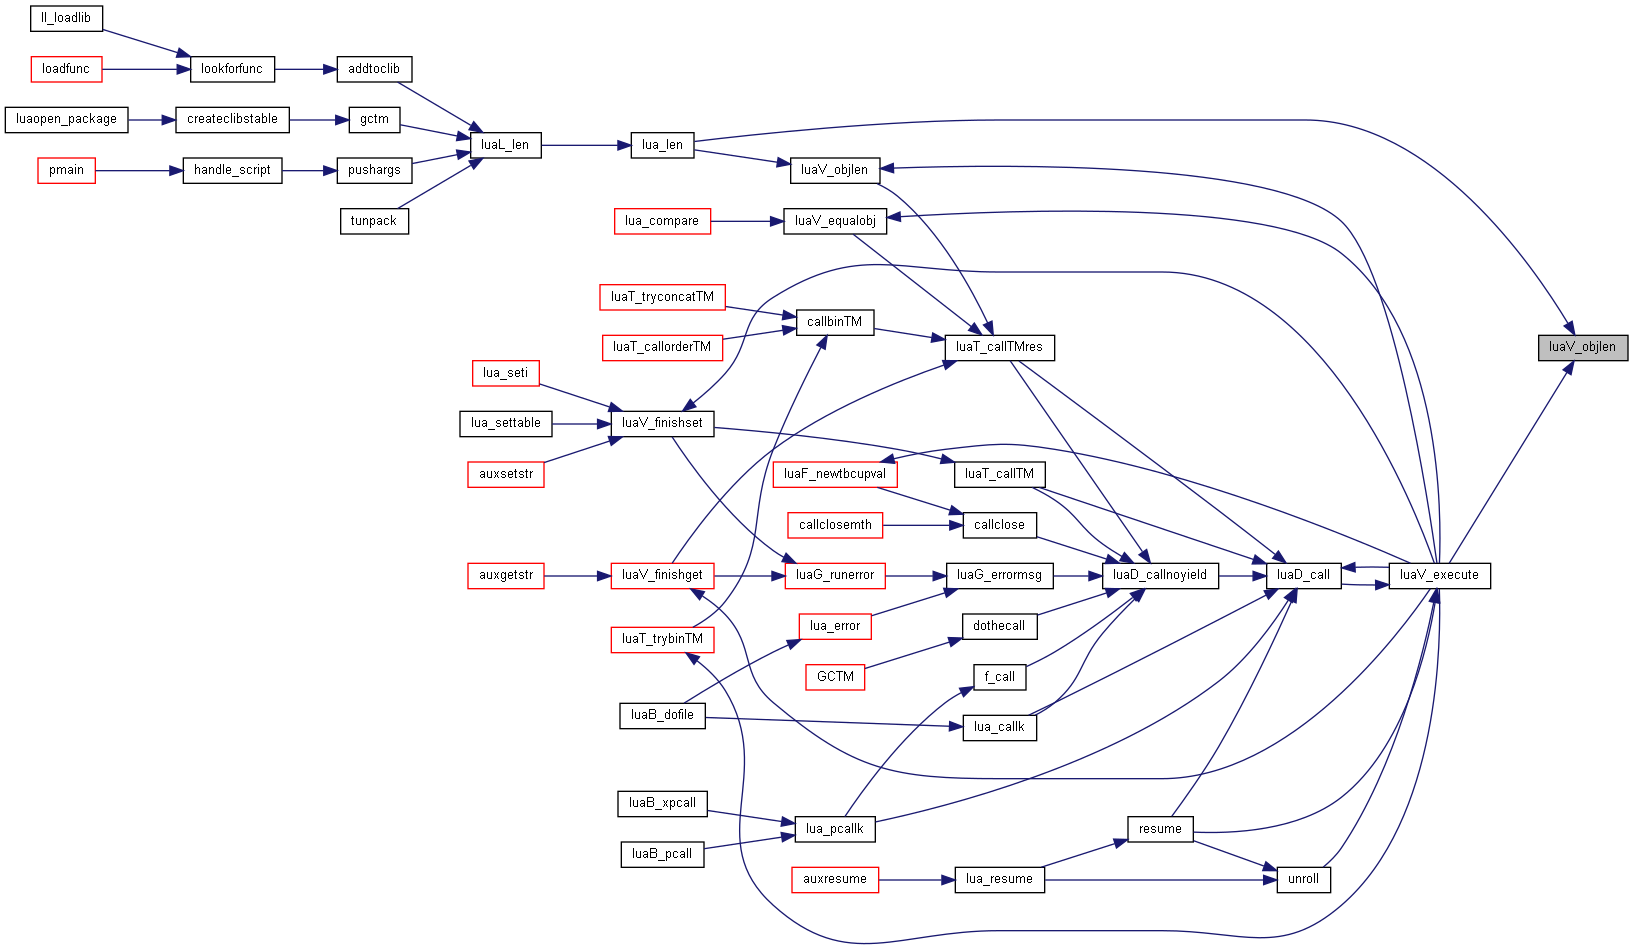 ll_loadlib
loadfunc
lookforfunc
addtoclib
luaopen_package
createclibstable
gctm
luaL_len
lua_len
pmain
handle_script
pushargs
luaV_objlen
tunpack
lua_compare
luaV_equalobj
luaT_tryconcatTM
callbinTM
luaT_callorderTM
luaT_callTMres
luaV_objlen
lua_seti
lua_settable
luaV_finishset
auxsetstr
luaF_newtbcupval
luaT_callTM
callclosemth
callclose
auxgetstr
luaV_finishget
luaG_runerror
luaG_errormsg
luaD_callnoyield
luaD_call
luaV_execute
luaT_trybinTM
lua_error
dothecall
GCTM
f_call
luaB_dofile
lua_callk
luaB_xpcall
lua_pcallk
resume
luaB_pcall
auxresume
lua_resume
unroll